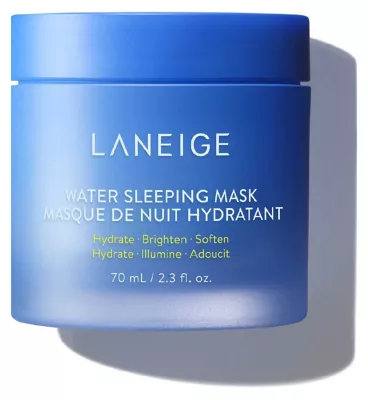 LANEIGE
WATER SLEEPING MASK
MASQUE DE NUIT HYDRATANT
Hydrate · Brighten · Soften
Hydrate · Illumine · Adoucit
70 mL / 2.3 fl. oz.